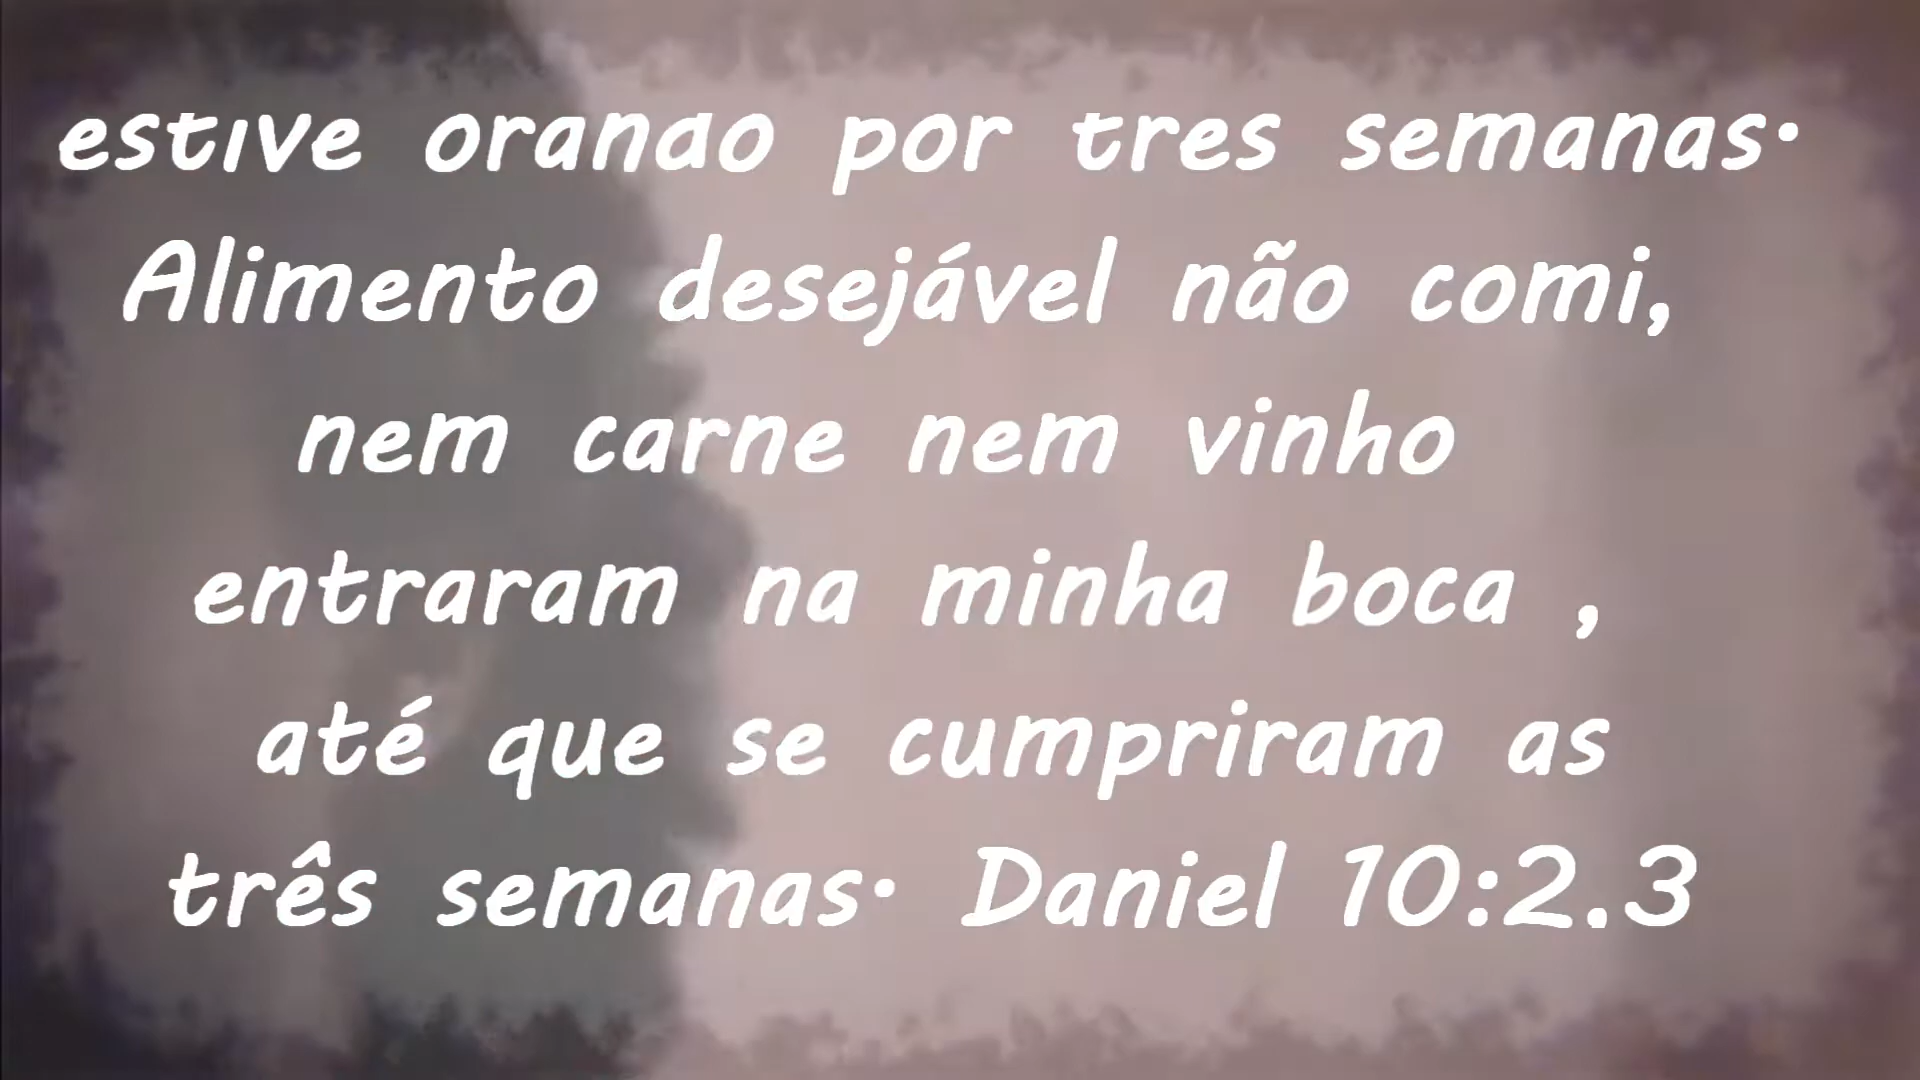 estive orando por tres semanas.
Alimento desejável não comi,
nem carne nem vinho
entraram na minha boca ,
até que se cumpriram as
três semanas. Daniel 10:2.3